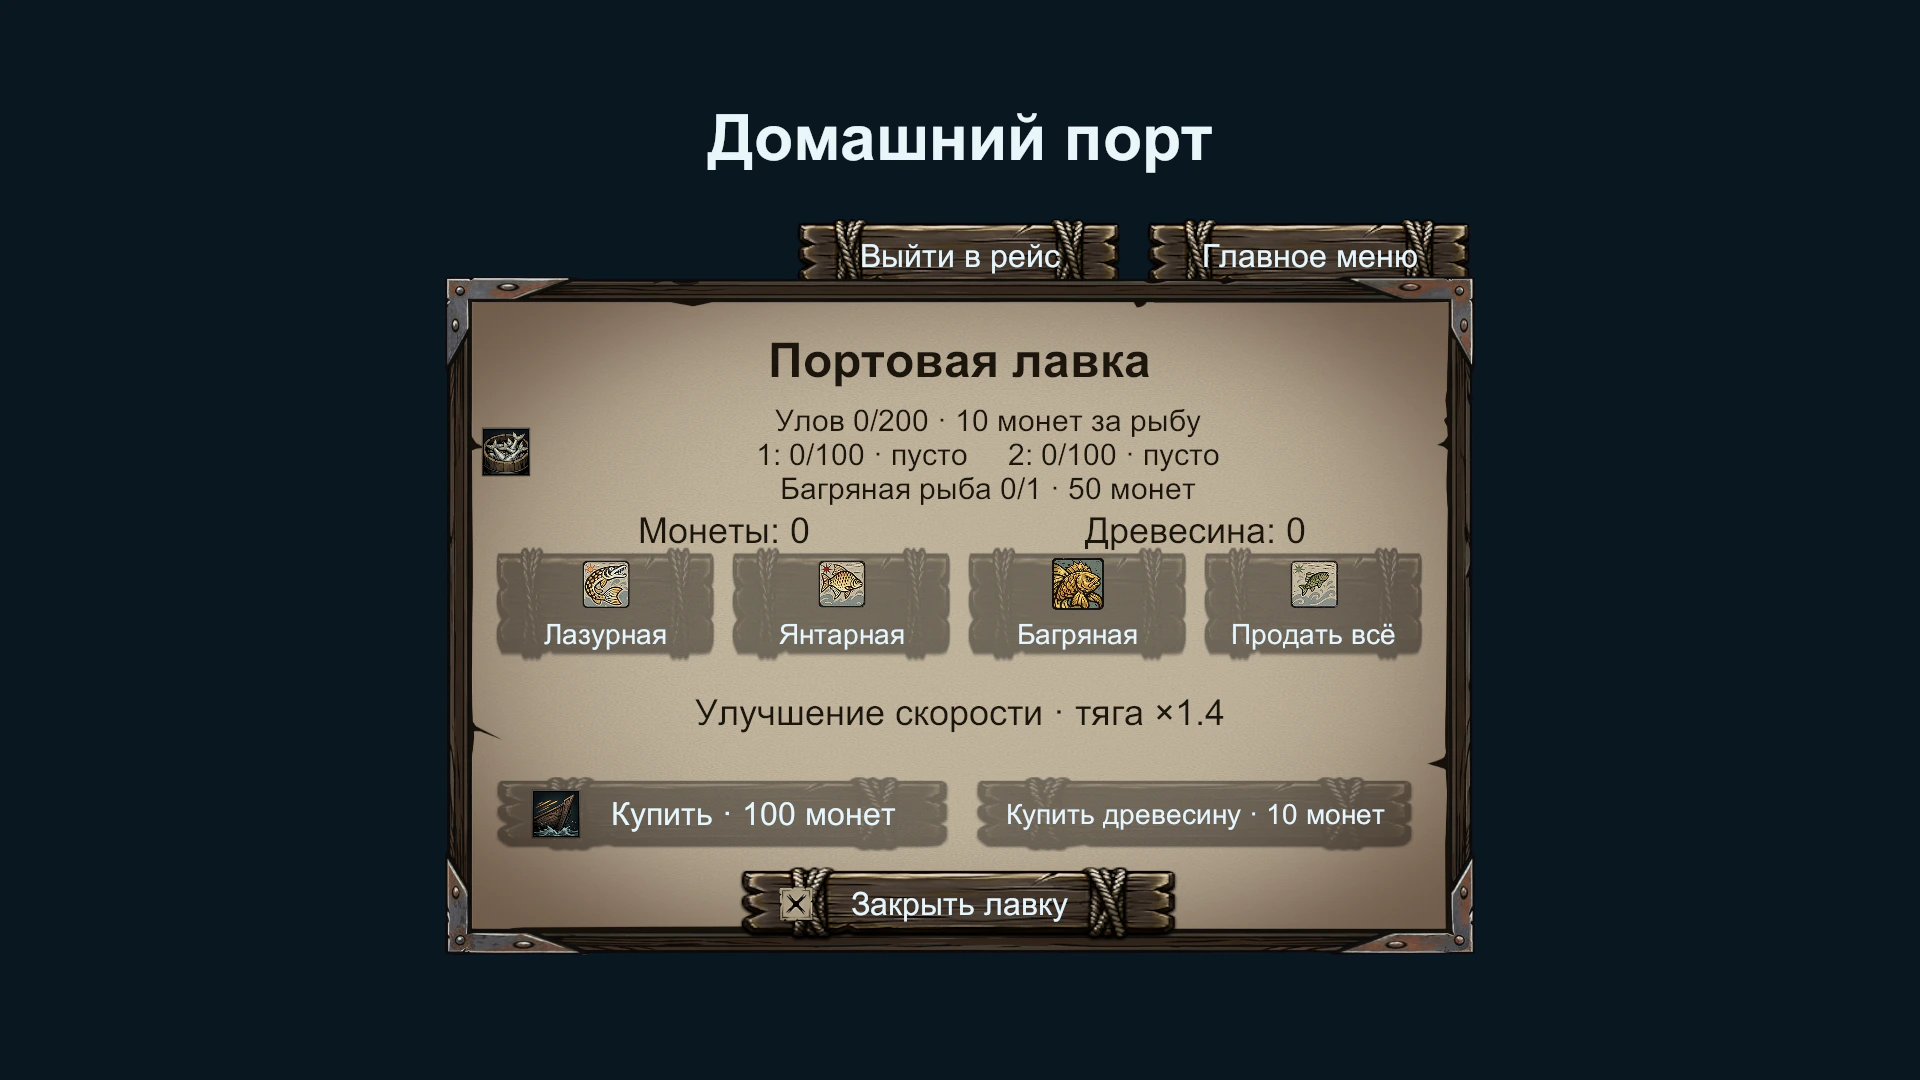 Домашний порт
Выйти в рейс
Главное меню
Портовая лавка
Улов 0/200 · 10 монет за рыбу
1: 0/100 · пусто 2: 0/100 · пусто
Багряная рыба 0/1 · 50 монет
Монеты: 0
Древесина: 0
Лазурная
Янтарная
Багряная
Продать всё
Улучшение скорости · тяга ×1.4
Купить · 100 монет
Купить древесину · 10 монет
Закрыть лавку